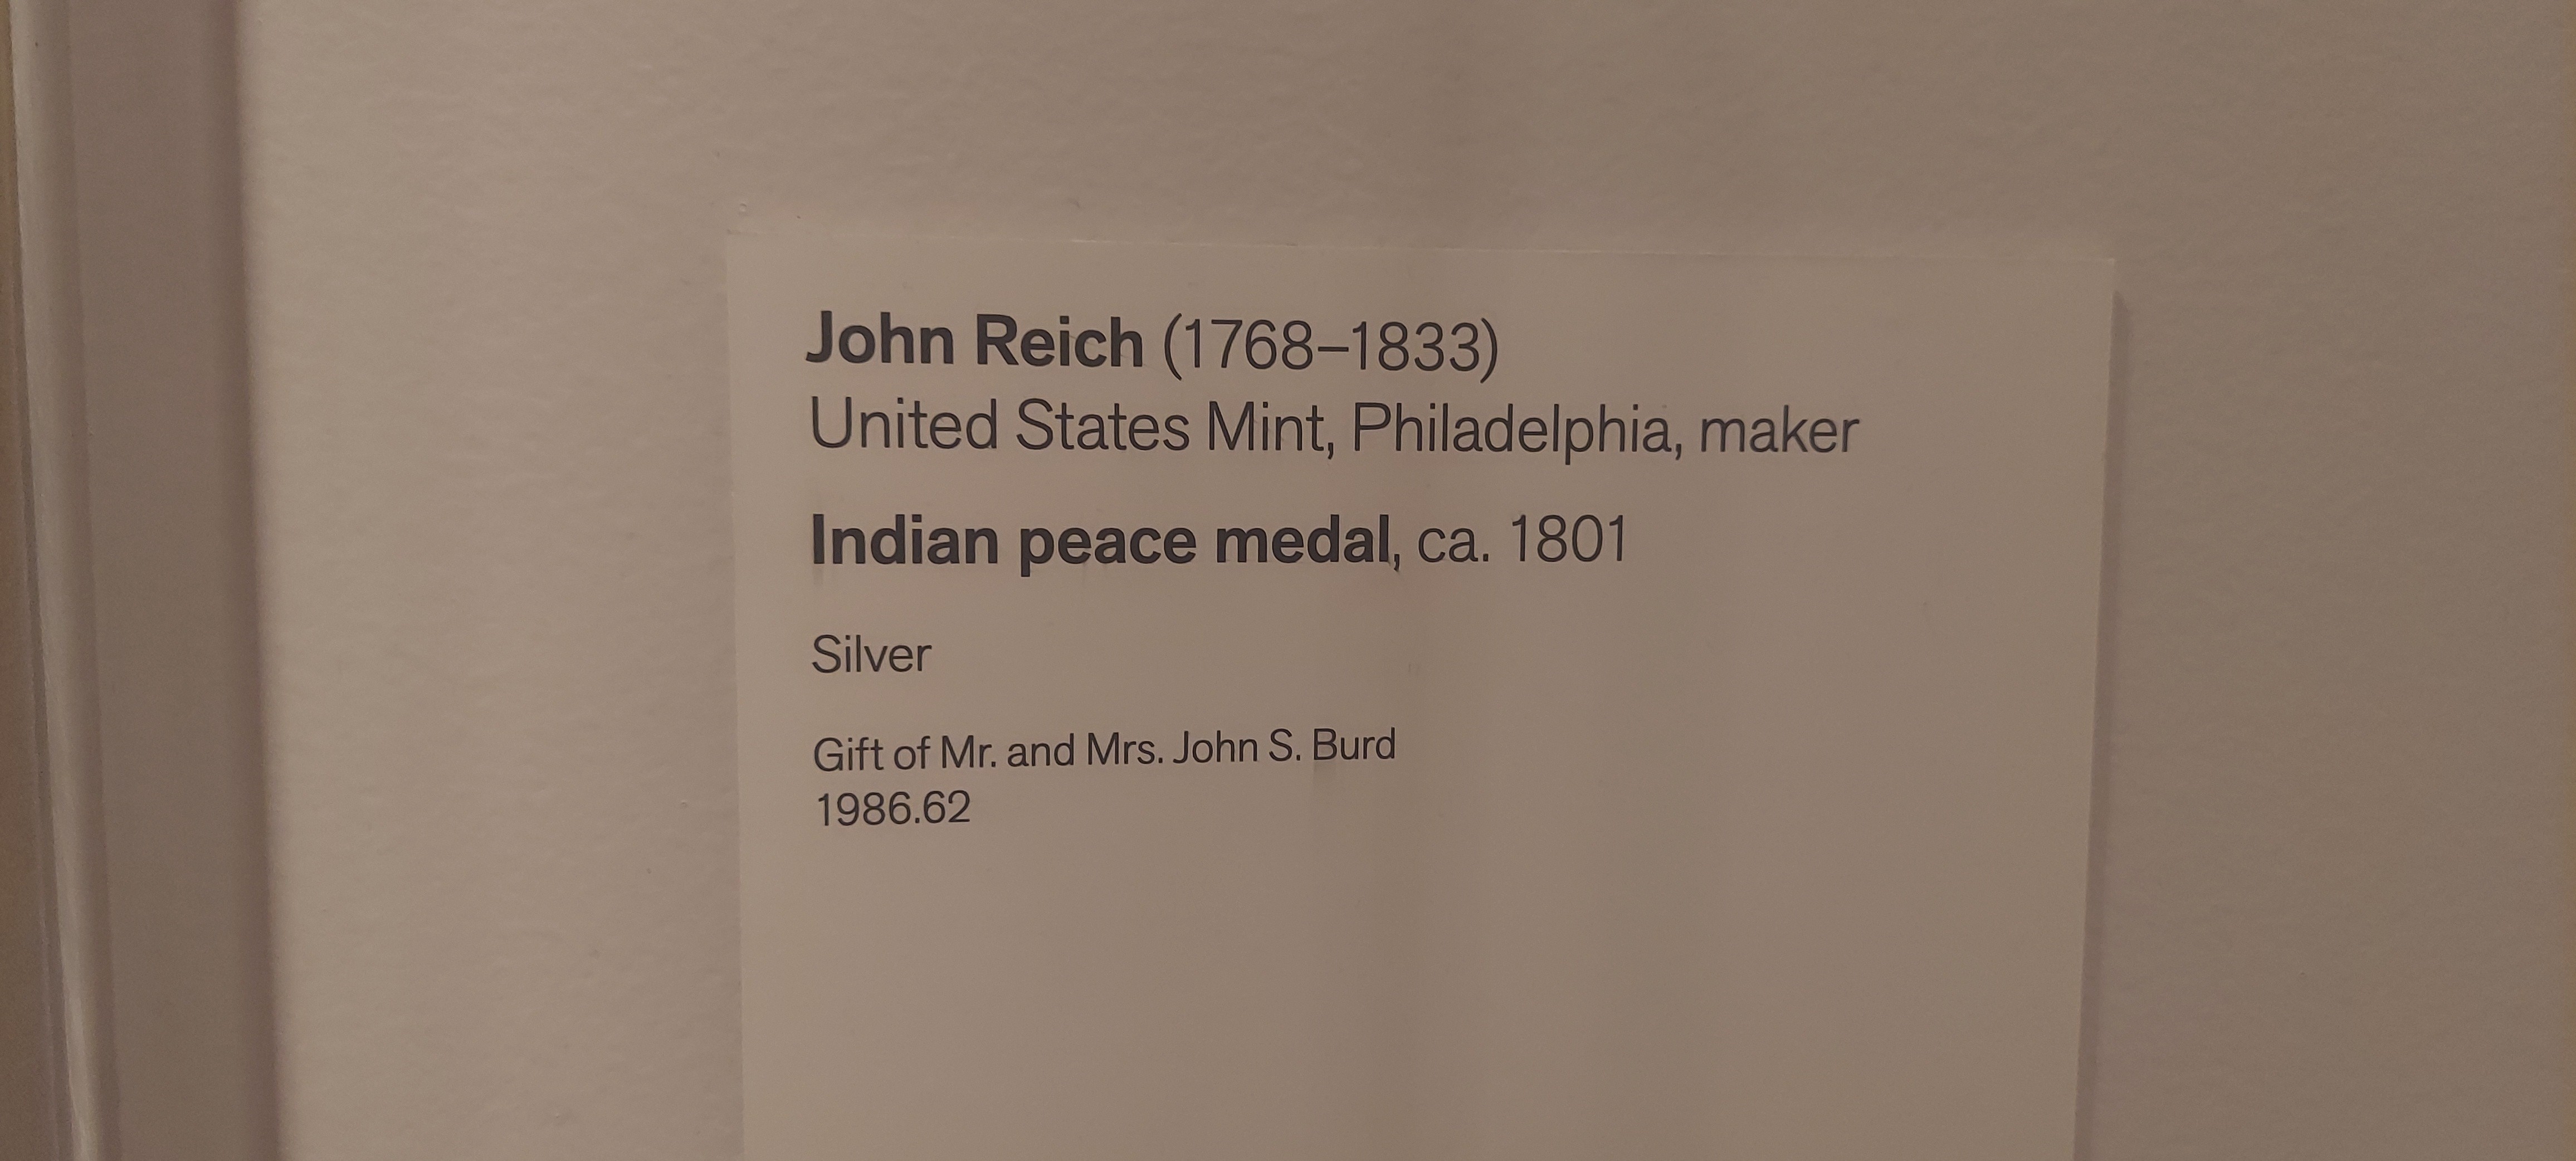 John Reich (1768–1833)
United States Mint, Philadelphia, maker
Indian peace medal, ca. 1801
Silver
Gift of Mr. and Mrs. John S. Burd
1986.62